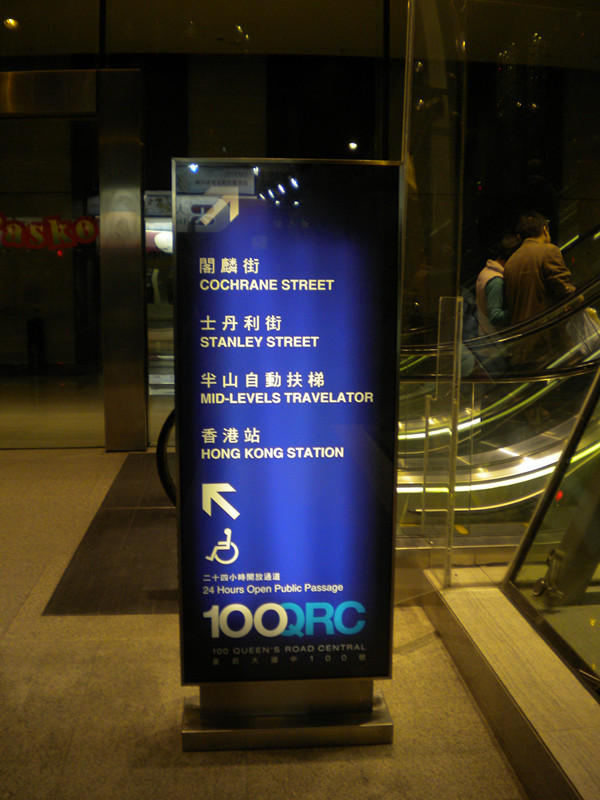 閣麟街
COCHRANE STREET
士丹利街
STANLEY STREET
半山自動扶梯
MID-LEVELS TRAVELATOR
香港站
HONG KONG STATION
二十四小時開放通道
24 Hours Open Public Passage
100QRC
100 QUEEN'S ROAD CENTRAL
皇后大道中100號
asko